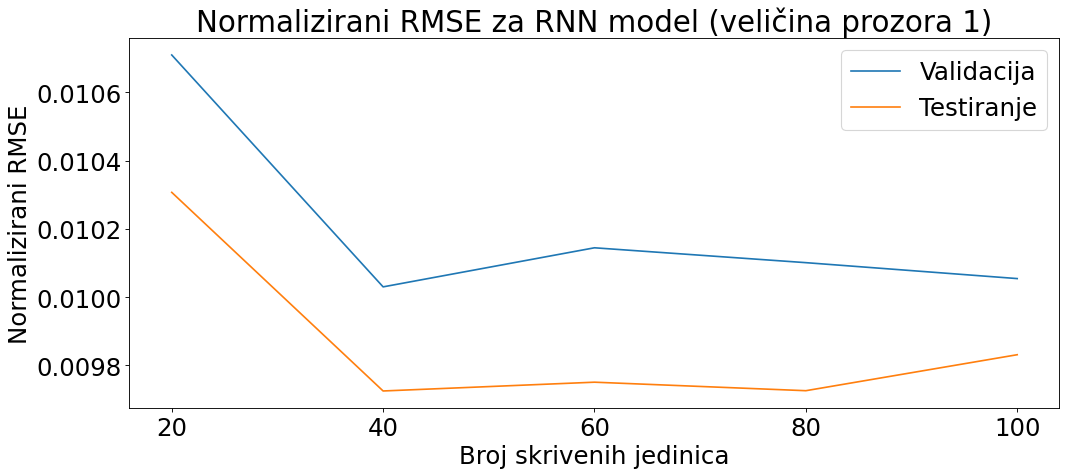 Normalizirani RMSE za RNN model (veličina prozora 1)
Validacija
Testiranje
Normalizirani RMSE
0.0106
0.0104
0.0102
0.0100
0.0098
20 40 60 80 100
Broj skrivenih jedinica